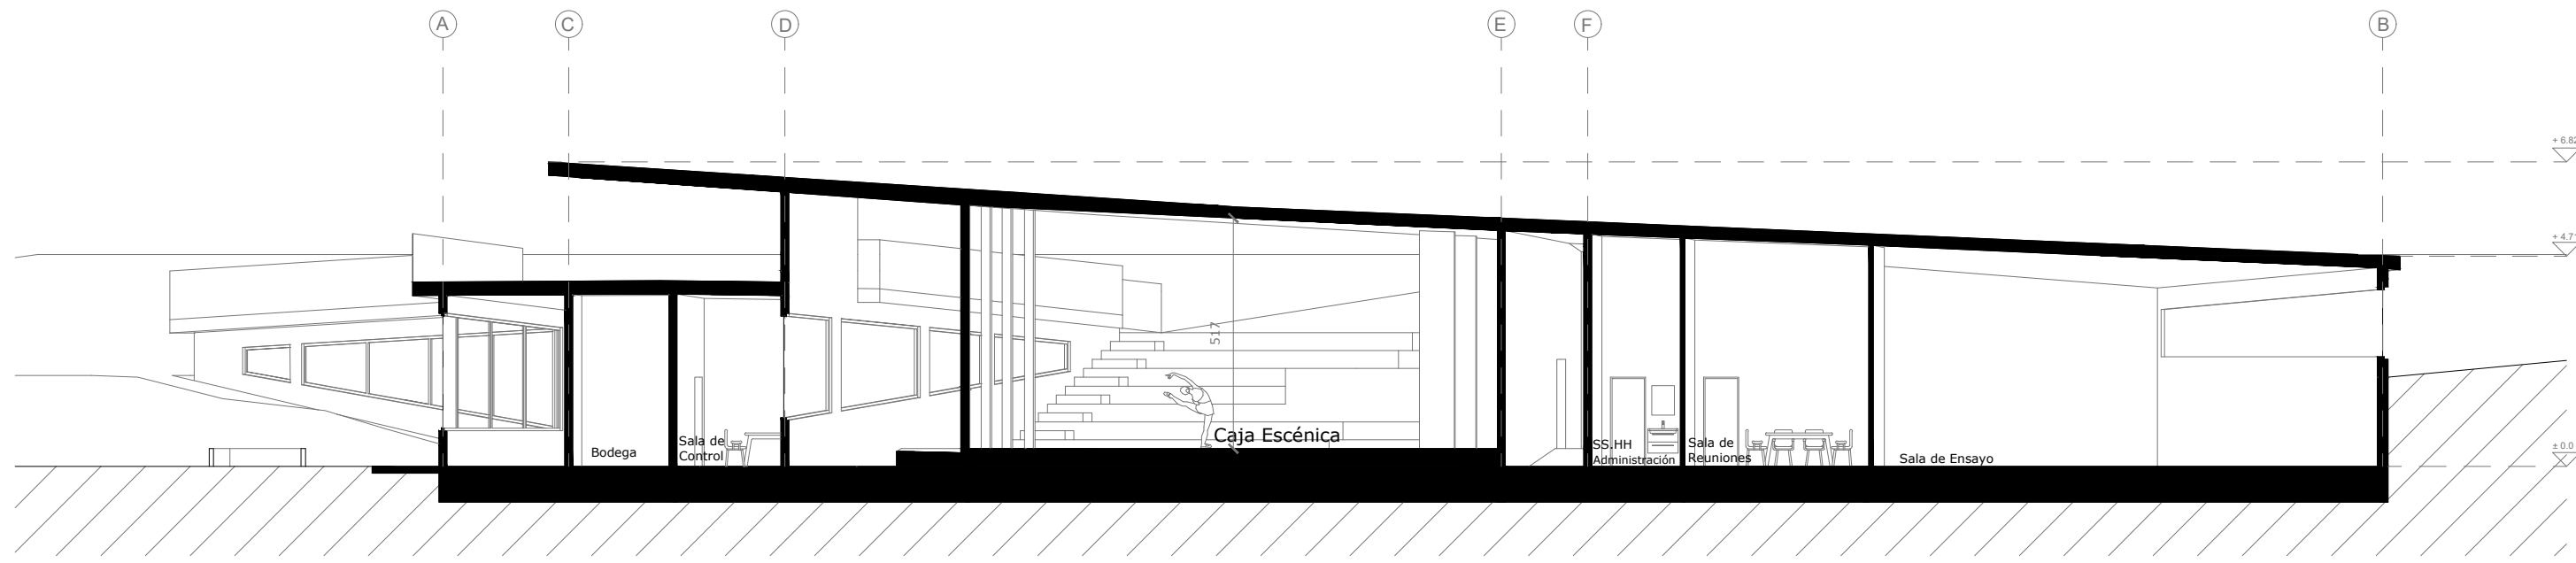 A
C
D
E
F
B
+ 6.82
+ 4.71
517
Caja Escénica
Bodega
Sala de
Control
SS.HH
Administración
Sala de
Reuniones
Sala de Ensayo
± 0.0